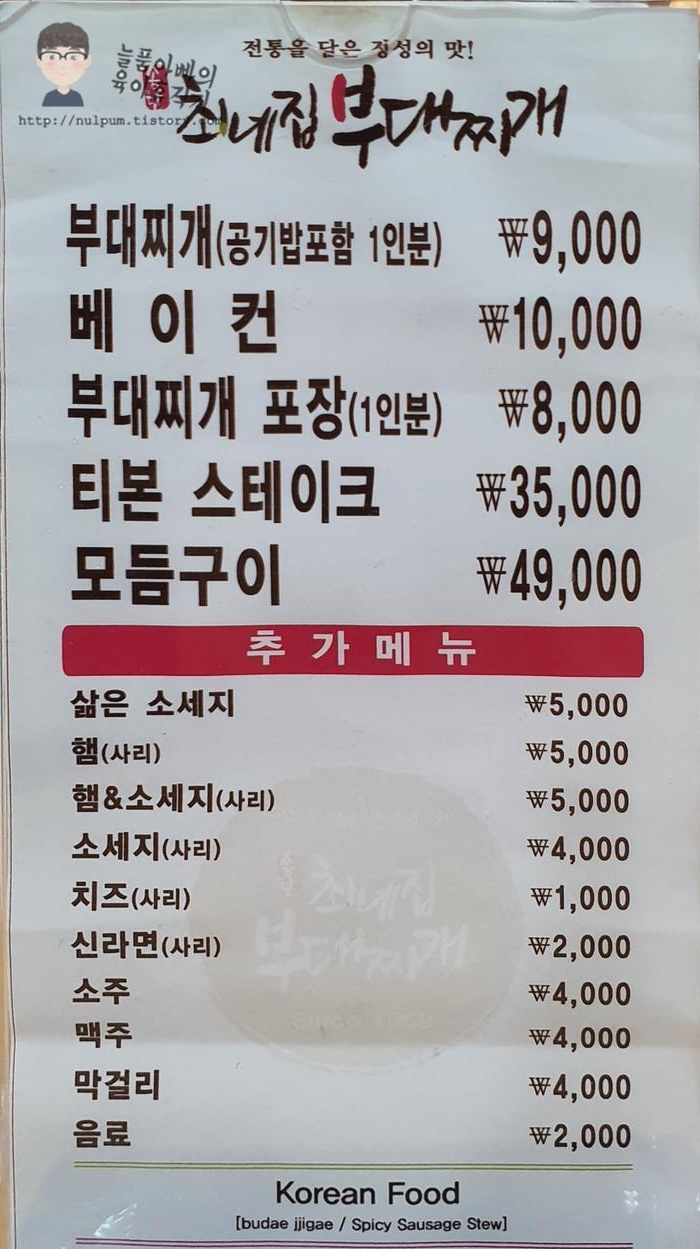 전통을 담은 정성의 맛!
늘품아빠의
육아휴직기
http://nulpum.tistory.com
최네집 부대찌개
부대찌개(공기밥포함 1인분) ₩9,000
베이컨 ₩10,000
부대찌개 포장(1인분) ₩8,000
티본 스테이크 ₩35,000
모듬구이 ₩49,000
추가메뉴
삶은 소세지 ₩5,000
햄(사리) ₩5,000
햄&소세지(사리) ₩5,000
소세지(사리) ₩4,000
치즈(사리) ₩1,000
신라면(사리) ₩2,000
소주 ₩4,000
맥주 ₩4,000
막걸리 ₩4,000
음료 ₩2,000
최네집
부대찌개
Korean Food
[budae jjigae / Spicy Sausage Stew]